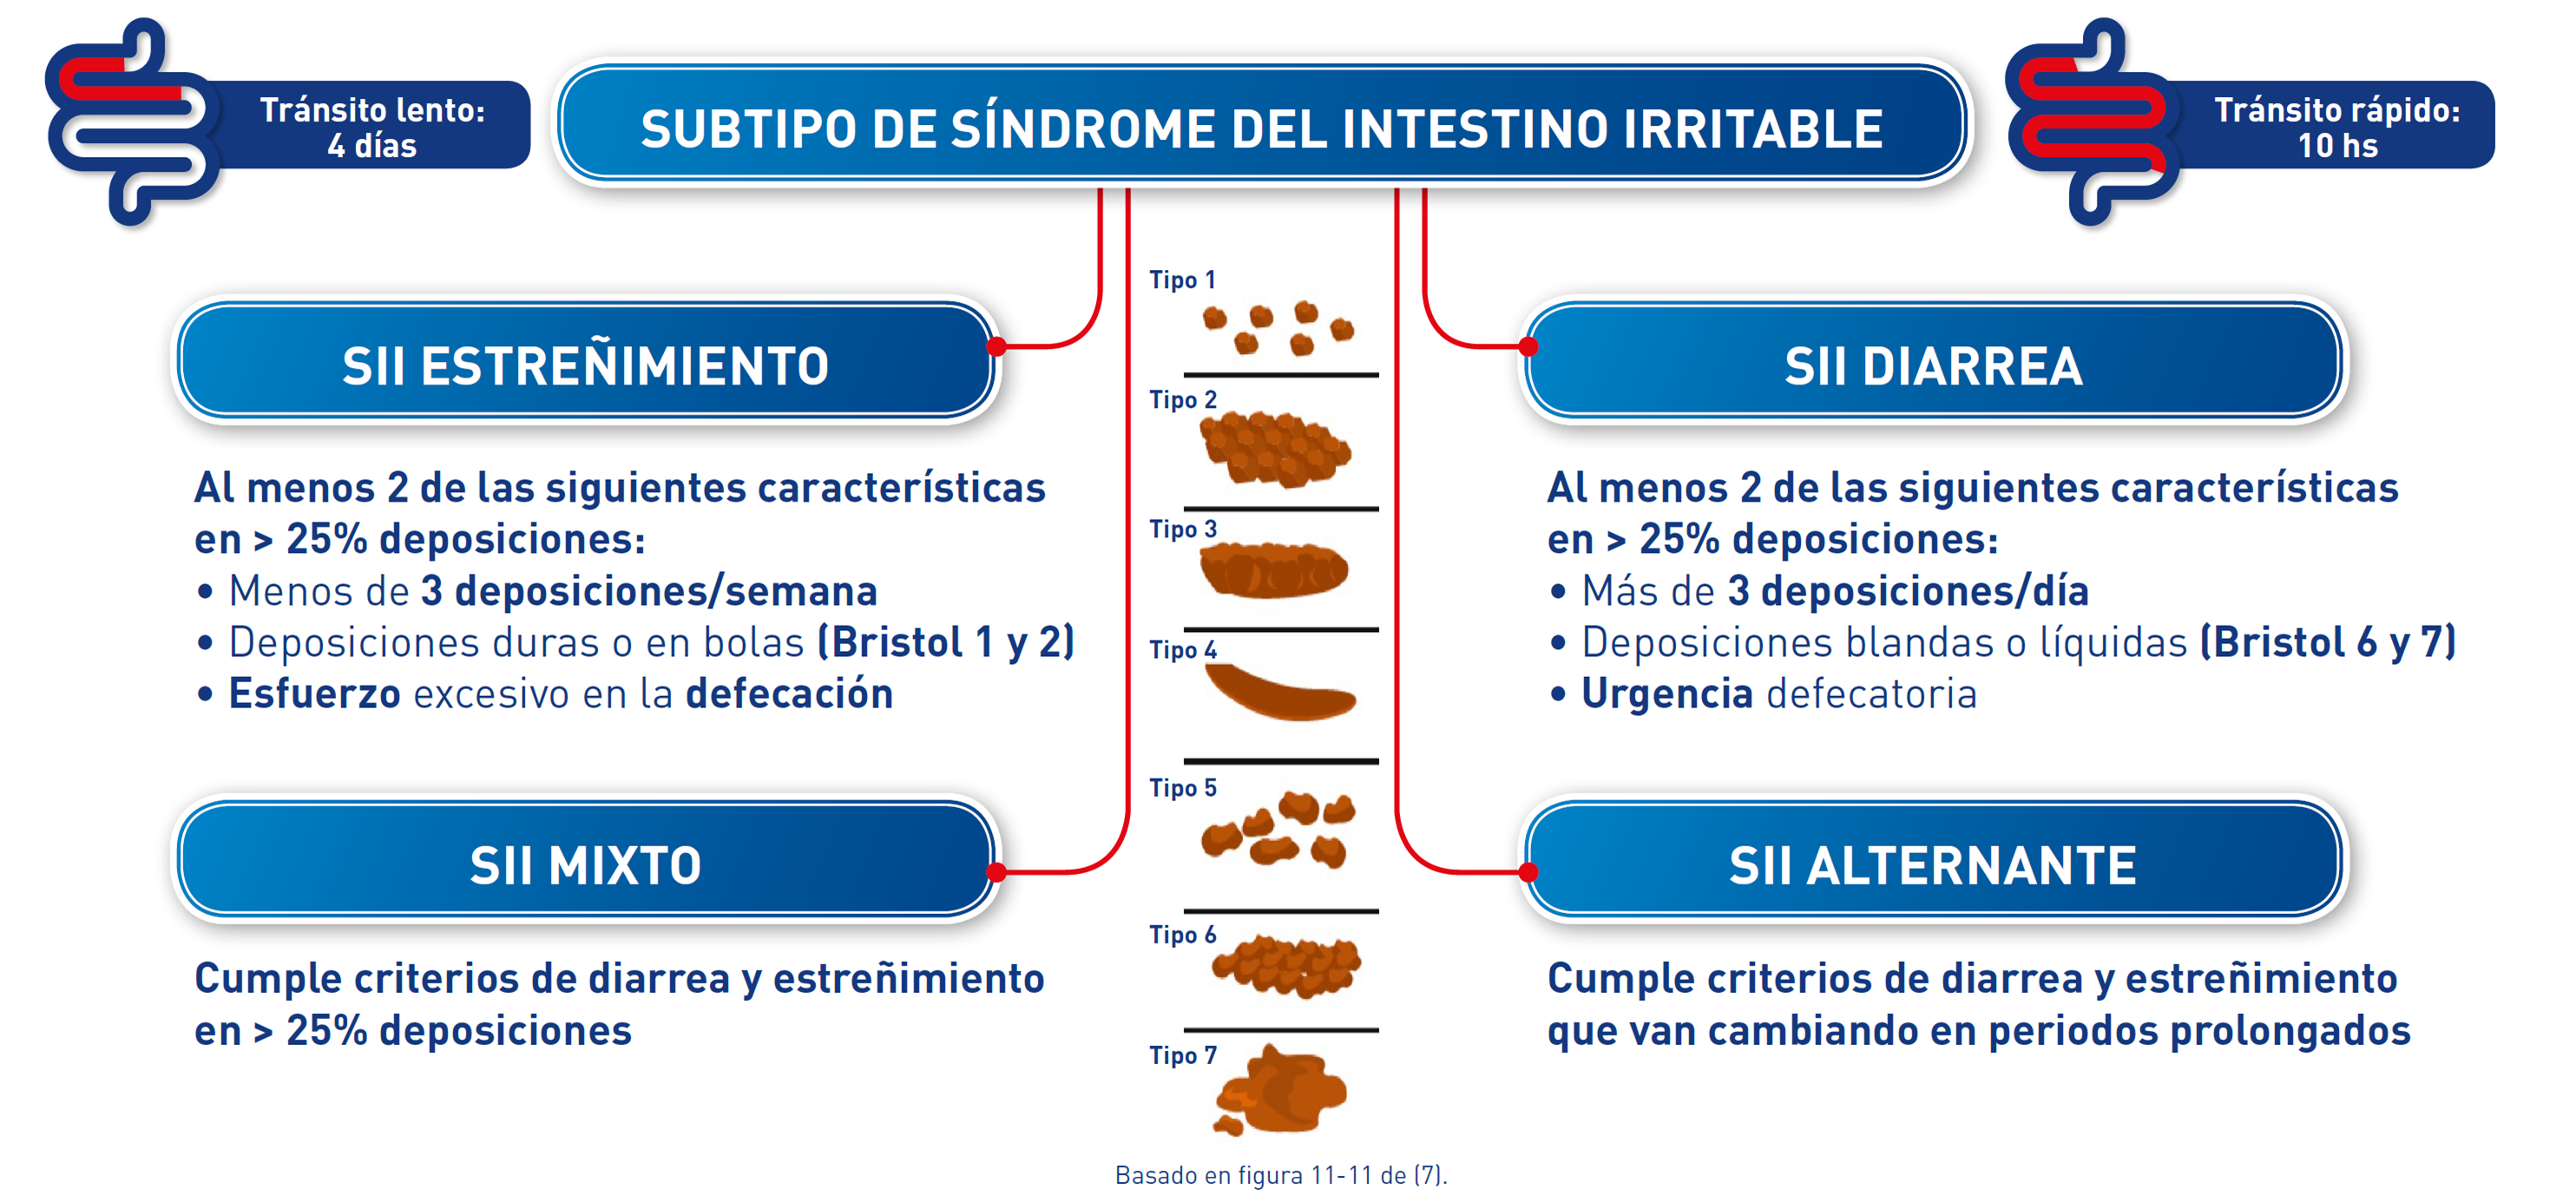 Tránsito lento:
4 días
SUBTIPO DE SÍNDROME DEL INTESTINO IRRITABLE
Tránsito rápido:
10 hs
SII ESTREÑIMIENTO
Al menos 2 de las siguientes características
en > 25% deposiciones:
• Menos de 3 deposiciones/semana
• Deposiciones duras o en bolas (Bristol 1 y 2)
• Esfuerzo excesivo en la defecación
SII MIXTO
Cumple criterios de diarrea y estreñimiento
en > 25% deposiciones
Tipo 1
Tipo 2
Tipo 3
Tipo 4
Tipo 5
Tipo 6
Tipo 7
SII DIARREA
Al menos 2 de las siguientes características
en > 25% deposiciones:
• Más de 3 deposiciones/día
• Deposiciones blandas o líquidas (Bristol 6 y 7)
• Urgencia defecatoria
SII ALTERNANTE
Cumple criterios de diarrea y estreñimiento
que van cambiando en periodos prolongados
Basado en figura 11-11 de (7).